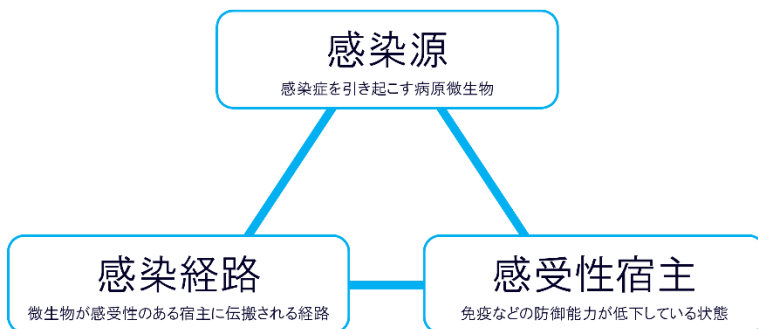 感染源
感染症を引き起こす病原微生物
感染経路
微生物が感受性のある宿主に伝搬される経路
感受性宿主
免疫などの防御能力が低下している状態